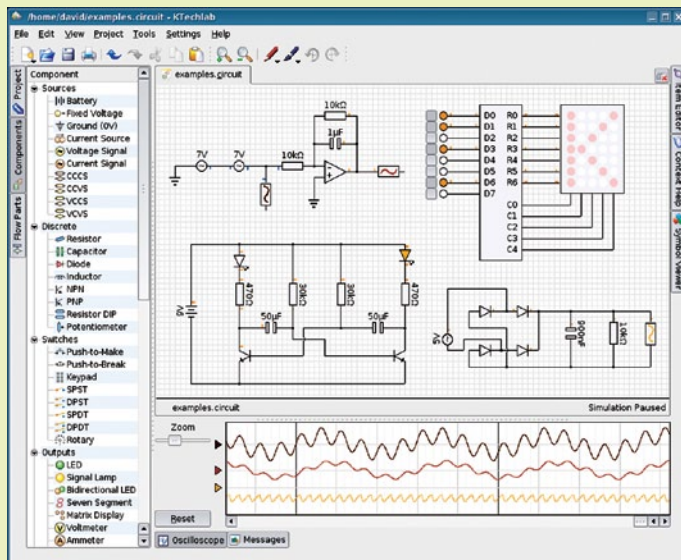 /home/david/examples.circuit - KTechlab
File Edit View Project Tools Settings Help
Project
Components
Flow Parts
Component
Sources
Battery
Fixed Voltage
Ground (0V)
Current Source
Voltage Signal
Current Signal
CCCS
CCVS
VCCS
VCVS
Discrete
Resistor
Capacitor
Diode
Inductor
NPN
PNP
Resistor DIP
Potentiometer
Switches
Push-to-Make
Push-to-Break
Keypad
SPST
DPST
SPDT
DPDT
Rotary
Outputs
LED
Signal Lamp
Bidirectional LED
Seven Segment
Matrix Display
Voltmeter
Ammeter
examples.circuit
10kΩ
1µF
7V 7V 10kΩ
D0 R0
D1 R1
D2 R2
D3 R3
D4 R4
D5 R5
D6 R6
D7
C0
C1
C2
C3
C4
9V
470Ω 30kΩ 30kΩ 470Ω
50µF 50µF
5V
900nF
10kΩ
examples.circuit Simulation Paused
Item Editor
Context Help
Symbol Viewer
Zoom
Reset
Oscilloscope Messages